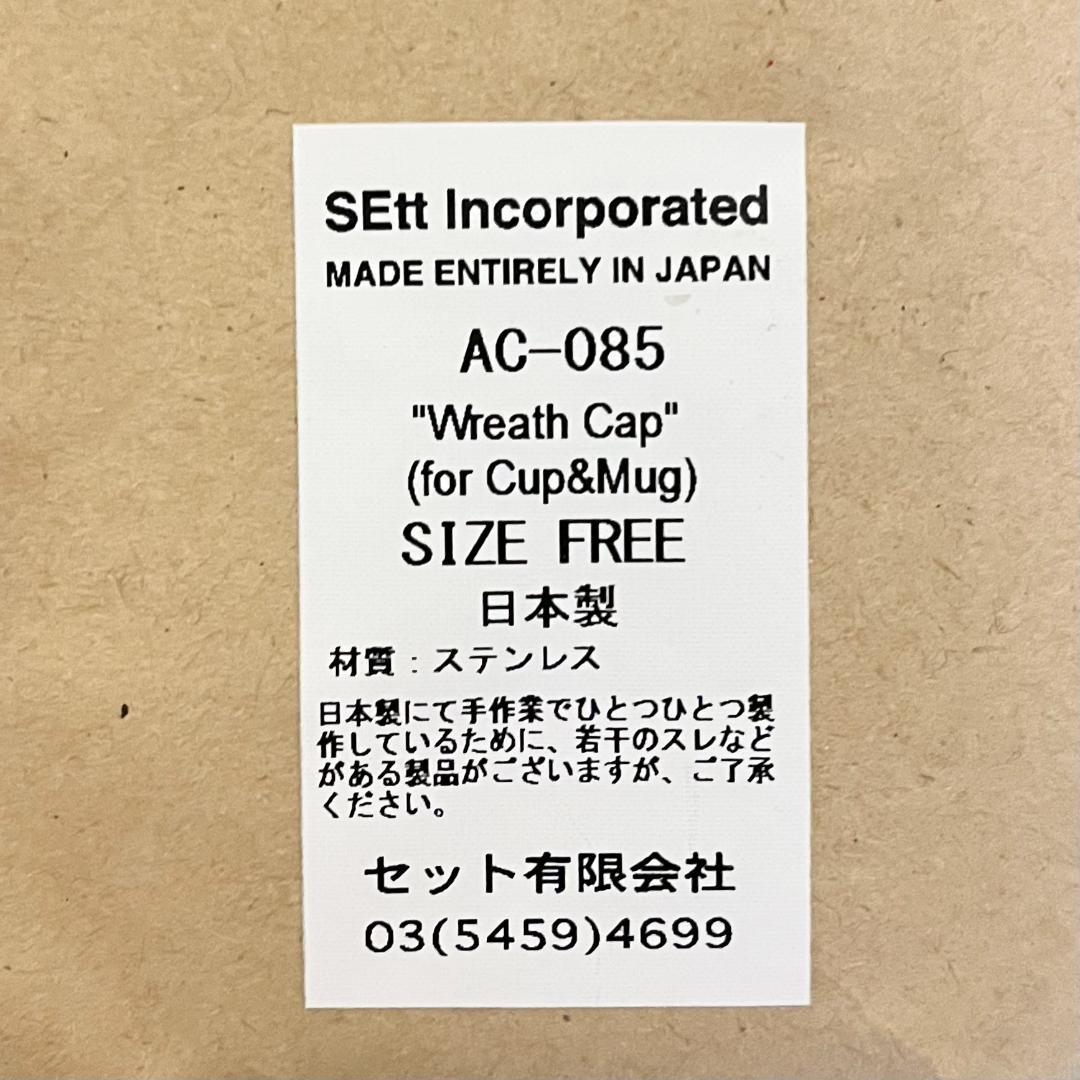 SEtt Incorporated
MADE ENTIRELY IN JAPAN
AC-085
"Wreath Cap"
(for Cup&Mug)
SIZE FREE
日本製
材質：ステンレス
日本製にて手作業でひとつひとつ製
作しているために、若干のスレなど
がある製品がございますが、ご了承
ください。
セット有限会社
03(5459)4699